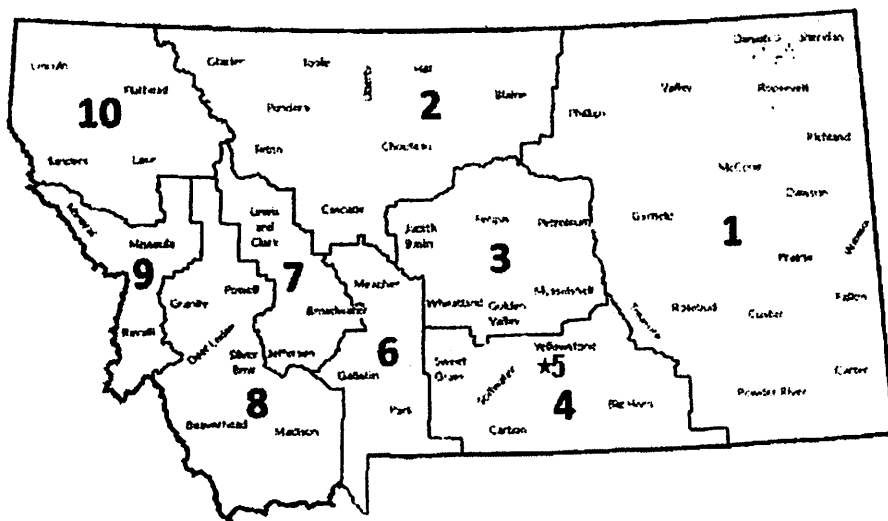 Lincoln
Flathead
10
Sanders
Lake
Glacier
Toole
Liberty
Hill
Blaine
2
Pondera
Teton
Chouteau
Cascade
Daniels
Sheridan
Valley
Roosevelt
Phillips
Richland
McCone
Dawson
Garfield
1
Wibaux
Prairie
Fallon
Rosebud
Custer
Treasure
Carter
Powder River
Mineral
Missoula
9
Ravalli
Lewis
and
Clark
7
Broadwater
Jefferson
Powell
Granite
Deer Lodge
Silver
Bow
8
Beaverhead
Madison
Meagher
6
Gallatin
Park
Judith
Basin
Fergus
Petroleum
3
Wheatland
Golden
Valley
Musselshell
Sweet
Grass
Stillwater
Yellowstone
★5
4
Big Horn
Carbon